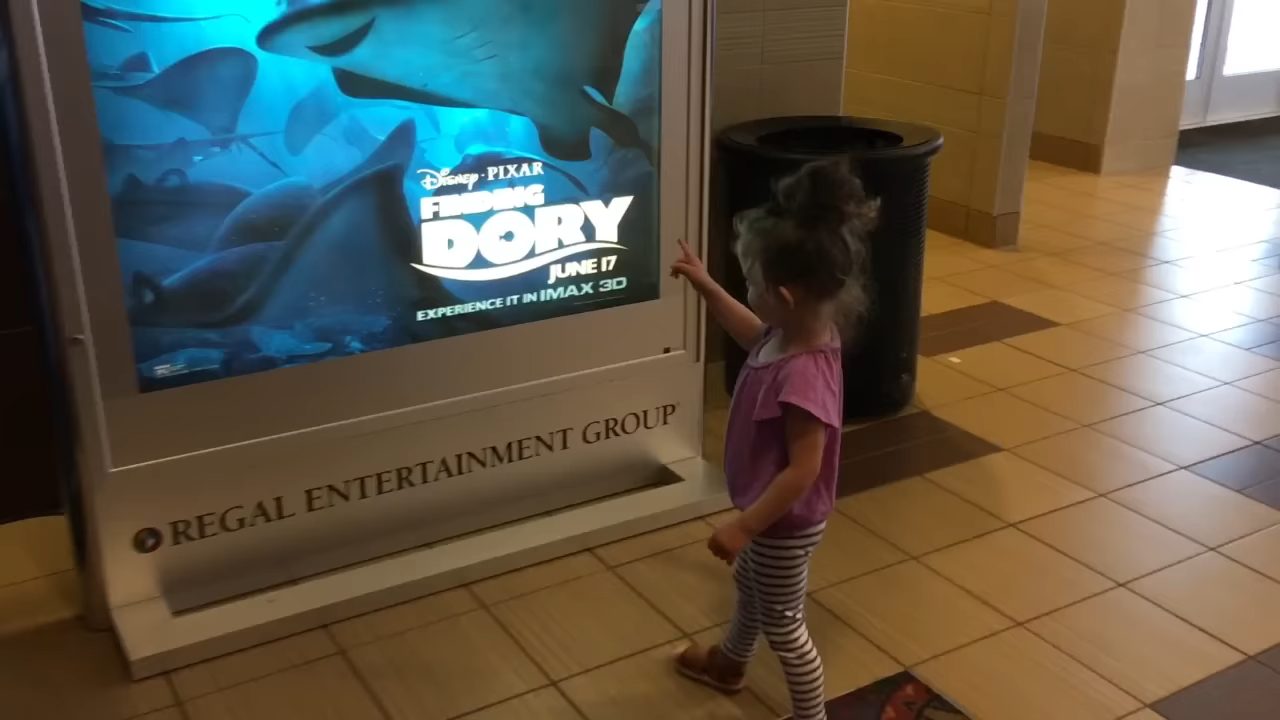 Disney · PIXAR
FINDING
DORY
JUNE 17
EXPERIENCE IT IN IMAX 3D
REGAL ENTERTAINMENT GROUP